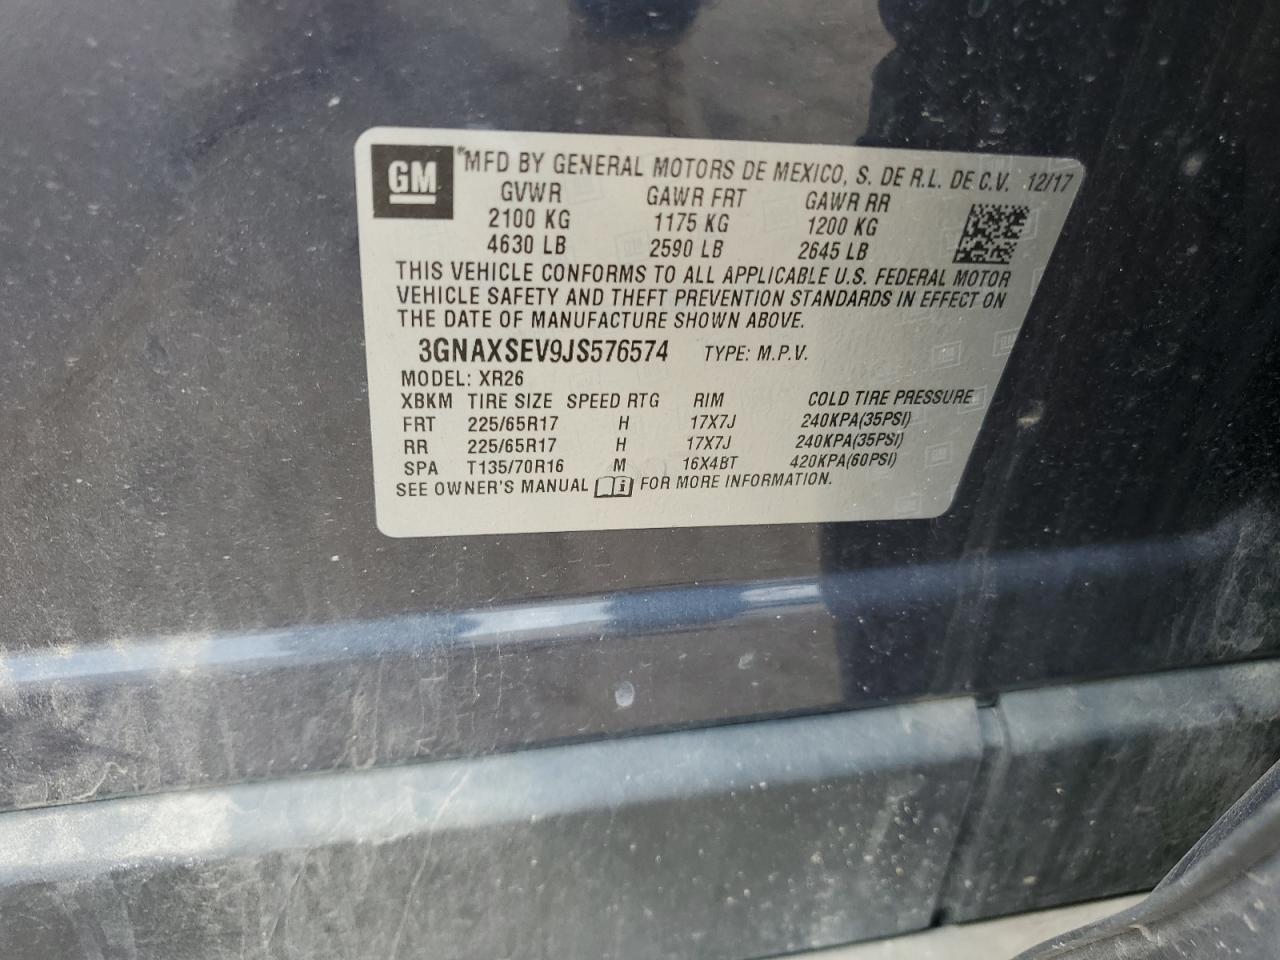 GM
®MFD BY GENERAL MOTORS DE MEXICO, S. DE R.L. DE C.V. 12/17
GVWR GAWR FRT GAWR RR
2100 KG 1175 KG 1200 KG
4630 LB 2590 LB 2645 LB
THIS VEHICLE CONFORMS TO ALL APPLICABLE U.S. FEDERAL MOTOR
VEHICLE SAFETY AND THEFT PREVENTION STANDARDS IN EFFECT ON
THE DATE OF MANUFACTURE SHOWN ABOVE.
3GNAXSEV9JS576574 TYPE: M.P.V.
MODEL: XR26
XBKM TIRE SIZE SPEED RTG RIM COLD TIRE PRESSURE
FRT 225/65R17 H 17X7J 240KPA(35PSI)
RR 225/65R17 H 17X7J 240KPA(35PSI)
SPA T135/70R16 M 16X4BT 420KPA(60PSI)
SEE OWNER'S MANUAL FOR MORE INFORMATION.